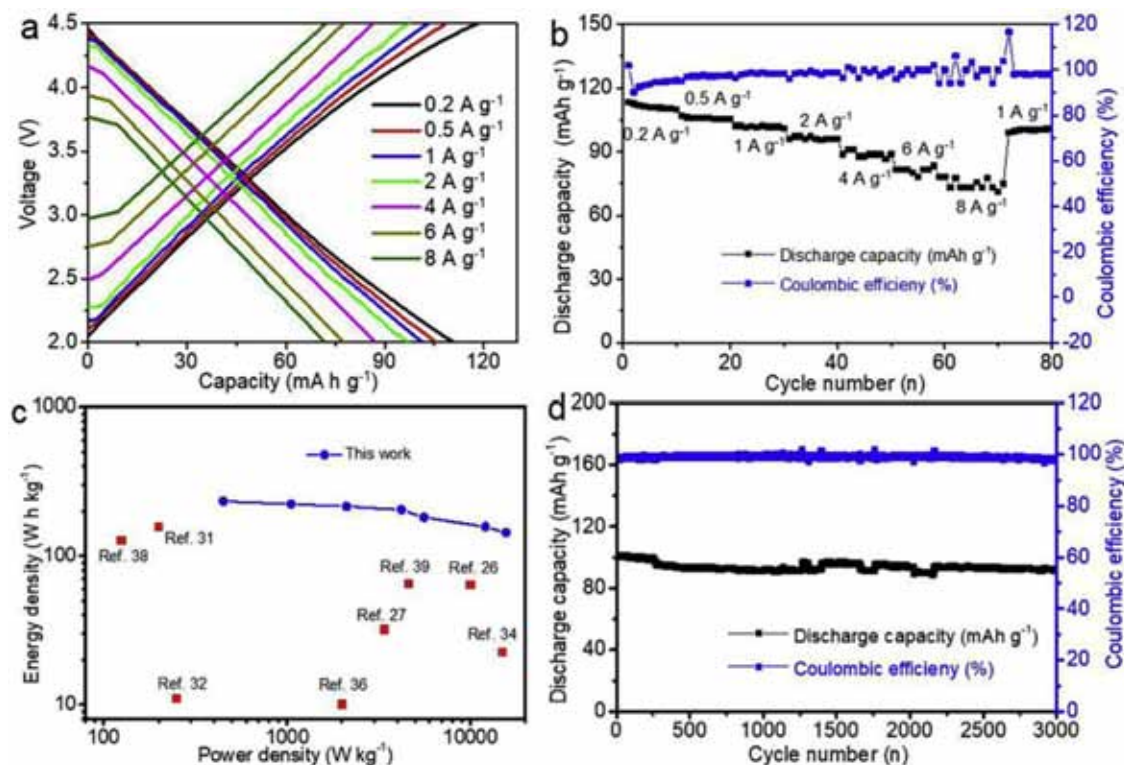 a
4.5
4.0
3.5
3.0
2.5
2.0
Voltage (V)
0 30 60 90 120
Capacity (mA h g⁻¹)
0.2 A g⁻¹
0.5 A g⁻¹
1 A g⁻¹
2 A g⁻¹
4 A g⁻¹
6 A g⁻¹
8 A g⁻¹
b
150
120
90
60
30
0
Discharge capacity (mAh g⁻¹)
0.2 A g⁻¹
0.5 A g⁻¹
1 A g⁻¹
2 A g⁻¹
4 A g⁻¹
6 A g⁻¹
8 A g⁻¹
1 A g⁻¹
Discharge capacity (mAh g⁻¹)
Coulombic efficieny (%)
0 20 40 60 80
Cycle number (n)
120
100
80
60
40
20
0
-20
Coulombic efficiency (%)
c
1000
100
10
Energy density (W h kg⁻¹)
This work
Ref. 38
Ref. 31
Ref. 32
Ref. 36
Ref. 27
Ref. 39
Ref. 26
Ref. 34
100 1000 10000
Power density (W kg⁻¹)
d
200
160
120
80
40
0
Discharge capacity (mAh g⁻¹)
Discharge capacity (mAh g⁻¹)
Coulombic efficieny (%)
0 500 1000 1500 2000 2500 3000
Cycle number (n)
120
100
80
60
40
20
0
Coulombic efficiency (%)